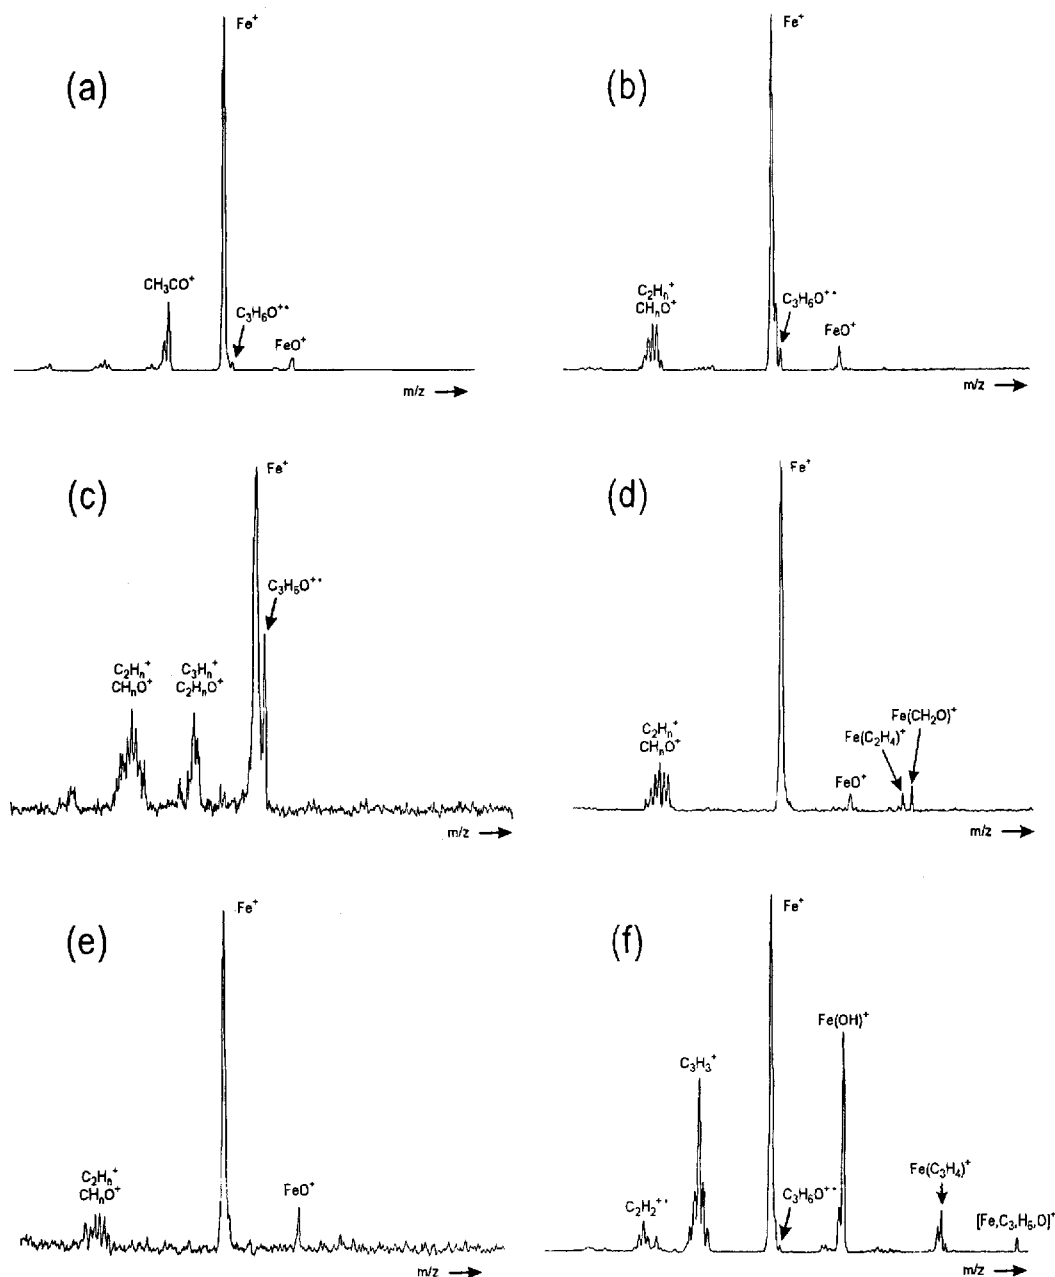 (a)
Fe⁺
CH₃CO⁺
C₃H₆O⁺•
FeO⁺
m/z
(b)
Fe⁺
C₂Hₙ⁺
CHₙO⁺
C₃H₆O⁺•
FeO⁺
m/z
(c)
Fe⁺
C₃H₆O⁺•
C₂Hₙ⁺
CHₙO⁺
C₃Hₙ⁺
C₂HₙO⁺
m/z
(d)
Fe⁺
C₂Hₙ⁺
CHₙO⁺
Fe(CH₂O)⁺
Fe(C₂H₄)⁺
FeO⁺
m/z
(e)
Fe⁺
C₂Hₙ⁺
CHₙO⁺
FeO⁺
m/z
(f)
Fe⁺
Fe(OH)⁺
C₃H₃⁺
C₂H₂⁺•
C₃H₆O⁺•
Fe(C₃H₄)⁺
[Fe,C₃,H₆,O]⁺
m/z